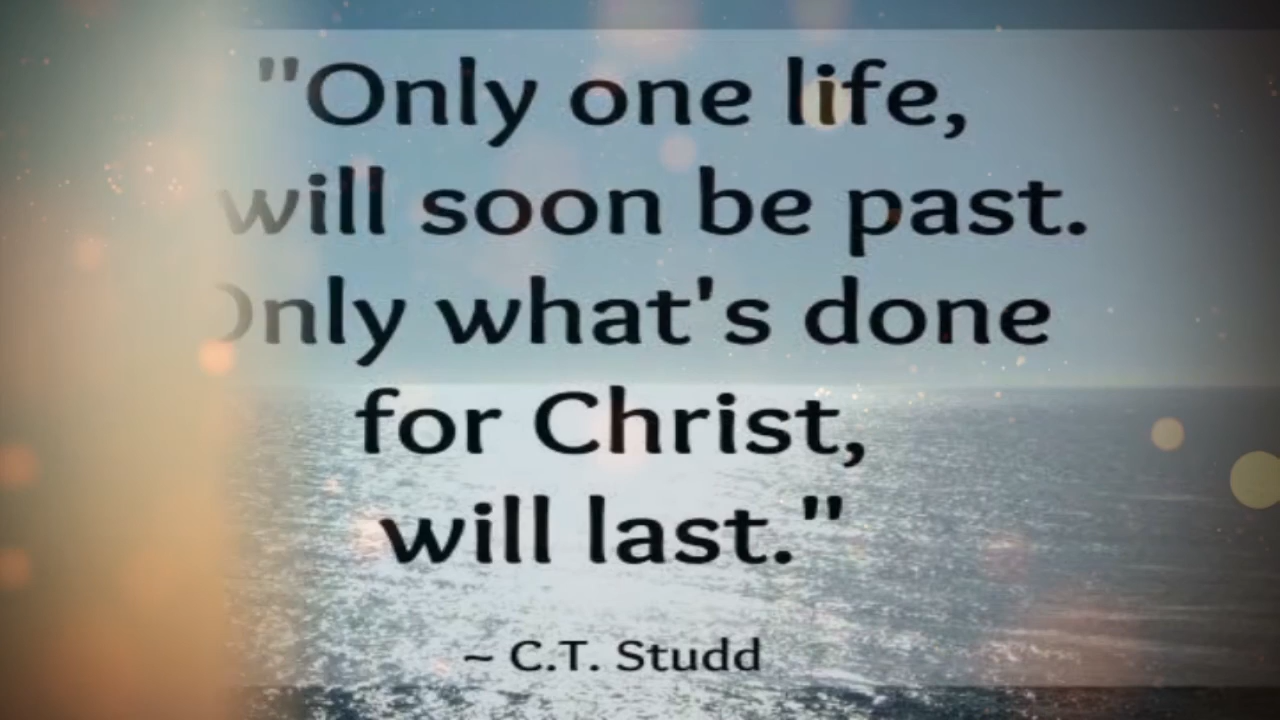 "Only one life,
will soon be past.
Only what's done
for Christ,
will last."
~ C.T. Studd